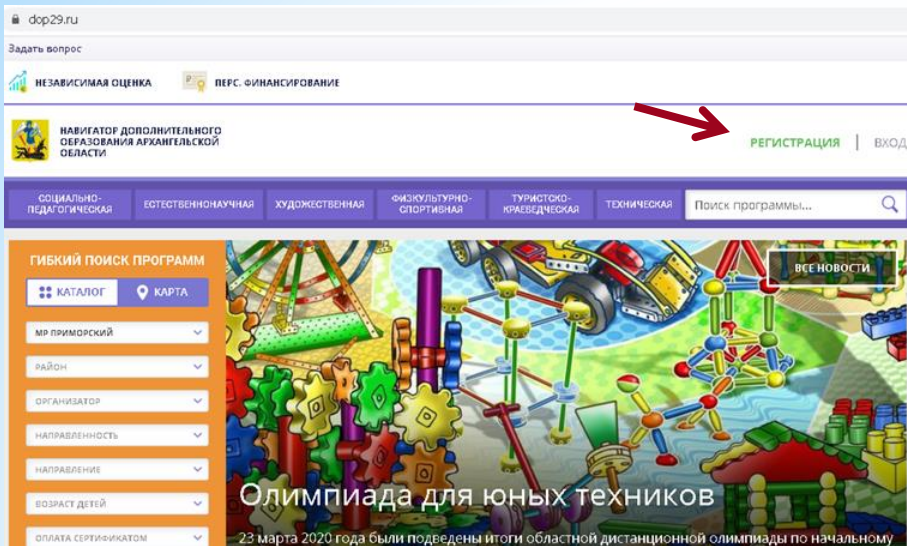 dop29.ru
Задать вопрос
НЕЗАВИСИМАЯ ОЦЕНКА
ПЕРС. ФИНАНСИРОВАНИЕ
НАВИГАТОР ДОПОЛНИТЕЛЬНОГО
ОБРАЗОВАНИЯ АРХАНГЕЛЬСКОЙ
ОБЛАСТИ
РЕГИСТРАЦИЯ | ВХОД
СОЦИАЛЬНО-
ПЕДАГОГИЧЕСКАЯ
ЕСТЕСТВЕННОНАУЧНАЯ
ХУДОЖЕСТВЕННАЯ
ФИЗКУЛЬТУРНО-
СПОРТИВНАЯ
ТУРИСТСКО-
КРАЕВЕДЧЕСКАЯ
ТЕХНИЧЕСКАЯ
Поиск программы...
ГИБКИЙ ПОИСК ПРОГРАММ
КАТАЛОГ
КАРТА
МР ПРИМОРСКИЙ
РАЙОН
ОРГАНИЗАТОР
НАПРАВЛЕННОСТЬ
НАПРАВЛЕНИЕ
ВОЗРАСТ ДЕТЕЙ
ОПЛАТА СЕРТИФИКАТОМ
ВСЕ НОВОСТИ
Олимпиада для юных техников
23 марта 2020 года были подведены итоги областной дистанционной олимпиады по начальному